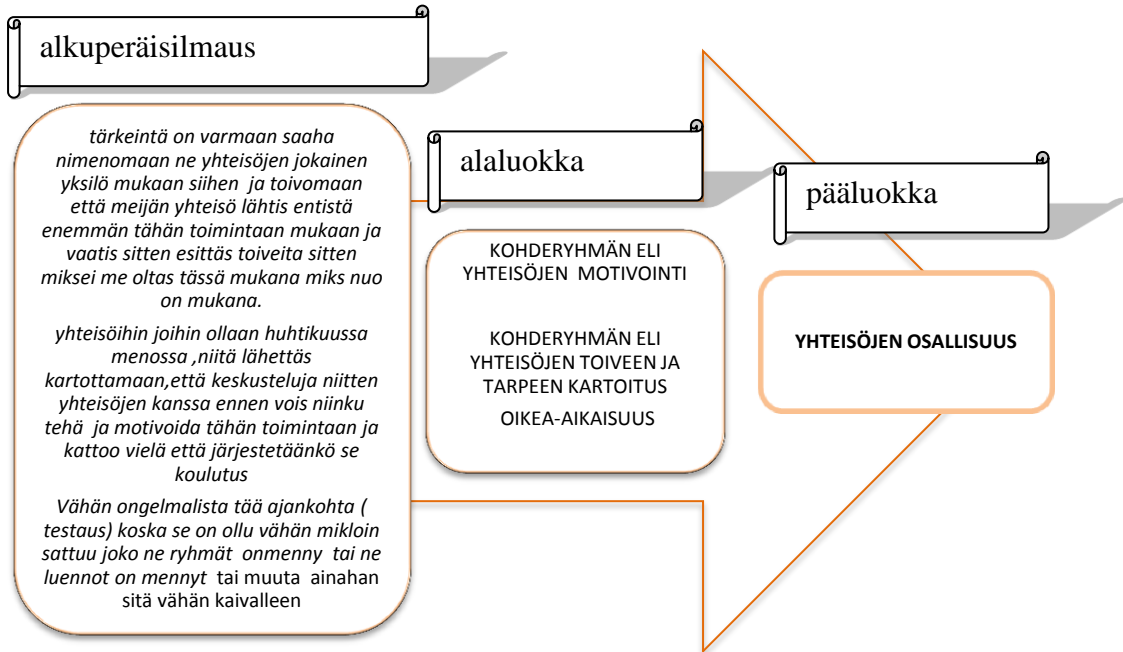 alkuperäisilmaus
tärkeintä on varmaan saaha
nimenomaan ne yhteisöjen jokainen
yksilö mukaan siihen ja toivomaan
että meijän yhteisö lähtis entistä
enemmän tähän toimintaan mukaan ja
vaatis sitten esittäs toiveita sitten
miksei me oltas tässä mukana miks nuo
on mukana.
yhteisöihin joihin ollaan huhtikuussa
menossa ,niitä lähettäs
kartottamaan,että keskusteluja niitten
yhteisöjen kanssa ennen vois niinku
tehä ja motivoida tähän toimintaan ja
kattoo vielä että järjestetäänkö se
koulutus
Vähän ongelmalista tää ajankohta (
testaus) koska se on ollu vähän mikloin
sattuu joko ne ryhmät onmenny tai ne
luennot on mennyt tai muuta ainahan
sitä vähän kaivalleen
alaluokka
KOHDERYHMÄN ELI
YHTEISÖJEN MOTIVOINTI
KOHDERYHMÄN ELI
YHTEISÖJEN TOIVEEN JA
TARPEEN KARTOITUS
OIKEA-AIKAISUUS
pääluokka
YHTEISÖJEN OSALLISUUS